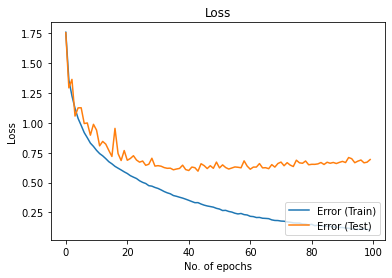 Loss
1.75
1.50
1.25
1.00
0.75
0.50
0.25
Loss
0
20
40
60
80
100
No. of epochs
Error (Train)
Error (Test)